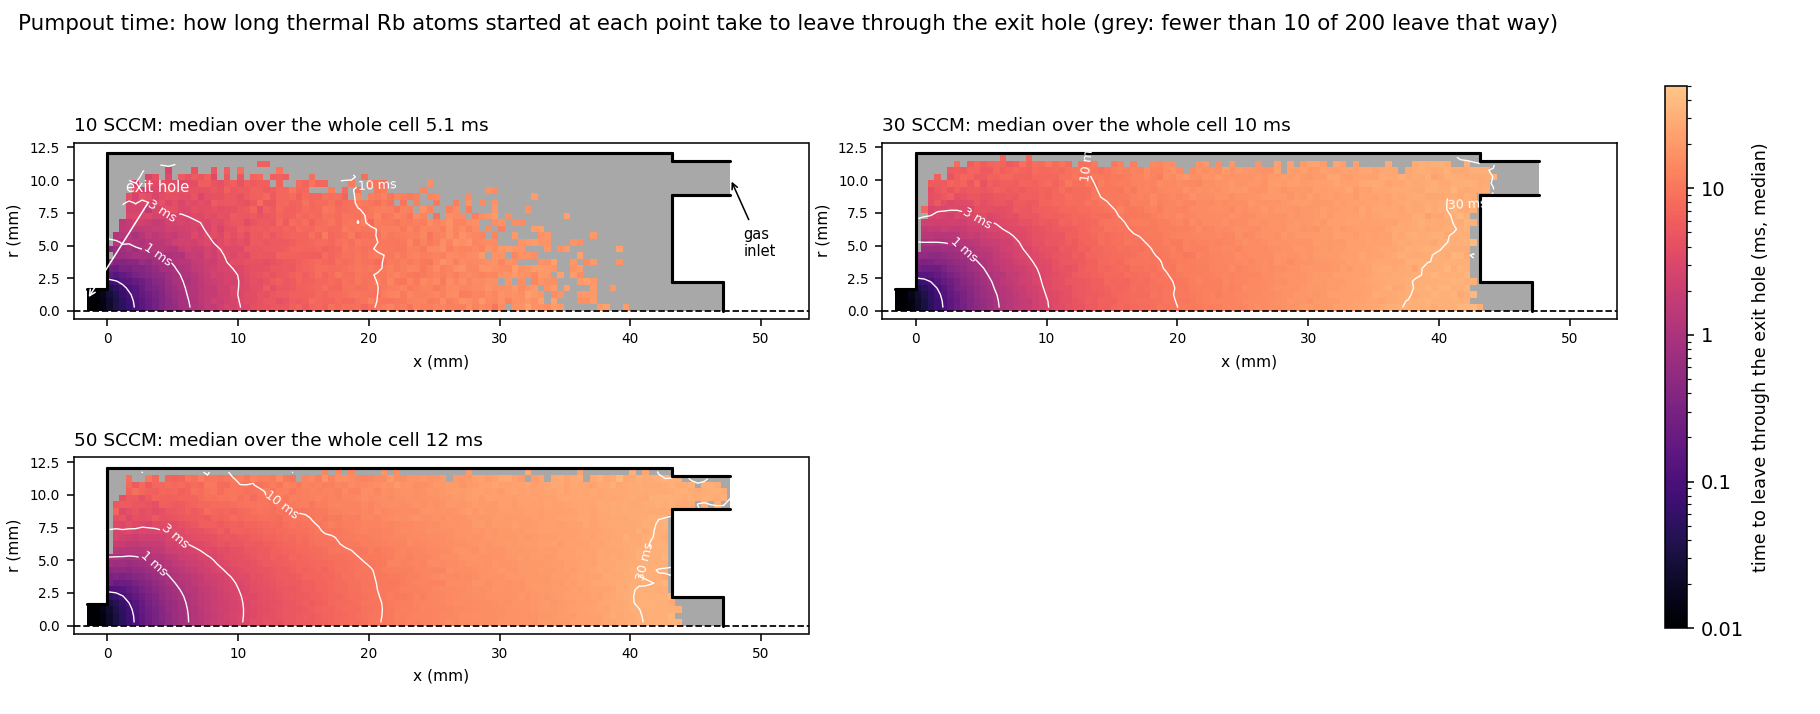 Pumpout time: how long thermal Rb atoms started at each point take to leave through the exit hole (grey: fewer than 10 of 200 leave that way)
10 SCCM: median over the whole cell 5.1 ms
12.5
10.0
7.5
5.0
2.5
0.0
r (mm)
exit hole
3 ms
1 ms
10 ms
gas
inlet
0
10
20
30
40
50
x (mm)
30 SCCM: median over the whole cell 10 ms
12.5
10.0
7.5
5.0
2.5
0.0
r (mm)
3 ms
1 ms
10 m
30 ms
0
10
20
30
40
50
x (mm)
50 SCCM: median over the whole cell 12 ms
12.5
10.0
7.5
5.0
2.5
0.0
r (mm)
10 ms
3 ms
1 ms
30 ms
0
10
20
30
40
50
x (mm)
10
1
0.1
0.01
time to leave through the exit hole (ms, median)